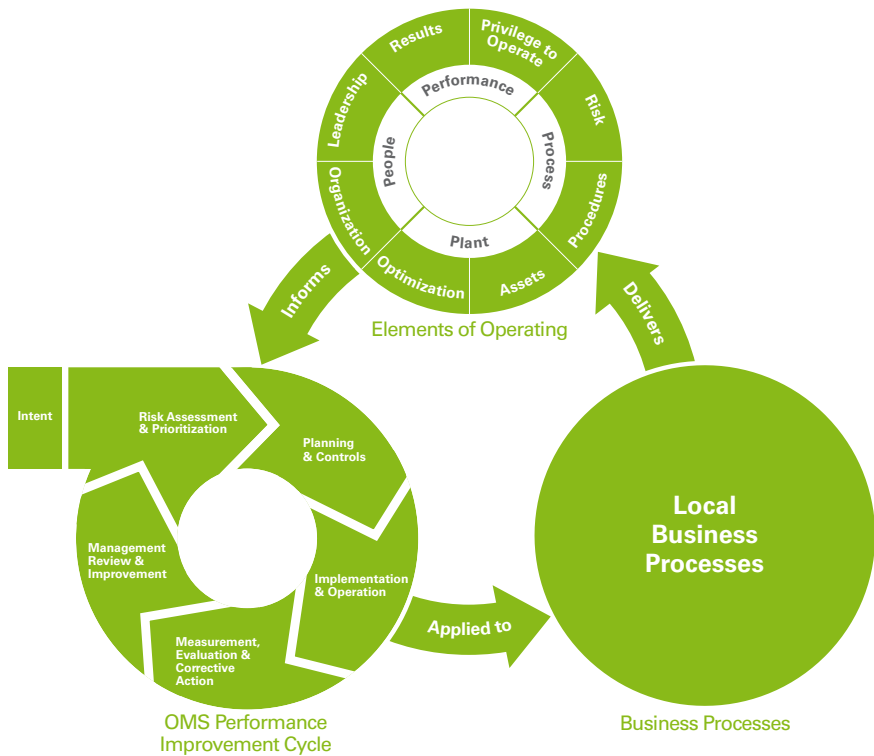 Results
Privilege to
Operate
Leadership
Risk
Performance
People
Process
Plant
Organization
Procedures
Optimization
Assets
Elements of Operating
Informs
Delivers
Intent
Risk Assessment
& Prioritization
Planning
& Controls
Management
Review &
Improvement
Implementation
& Operation
Measurement,
Evaluation &
Corrective
Action
OMS Performance
Improvement Cycle
Applied to
Local
Business
Processes
Business Processes